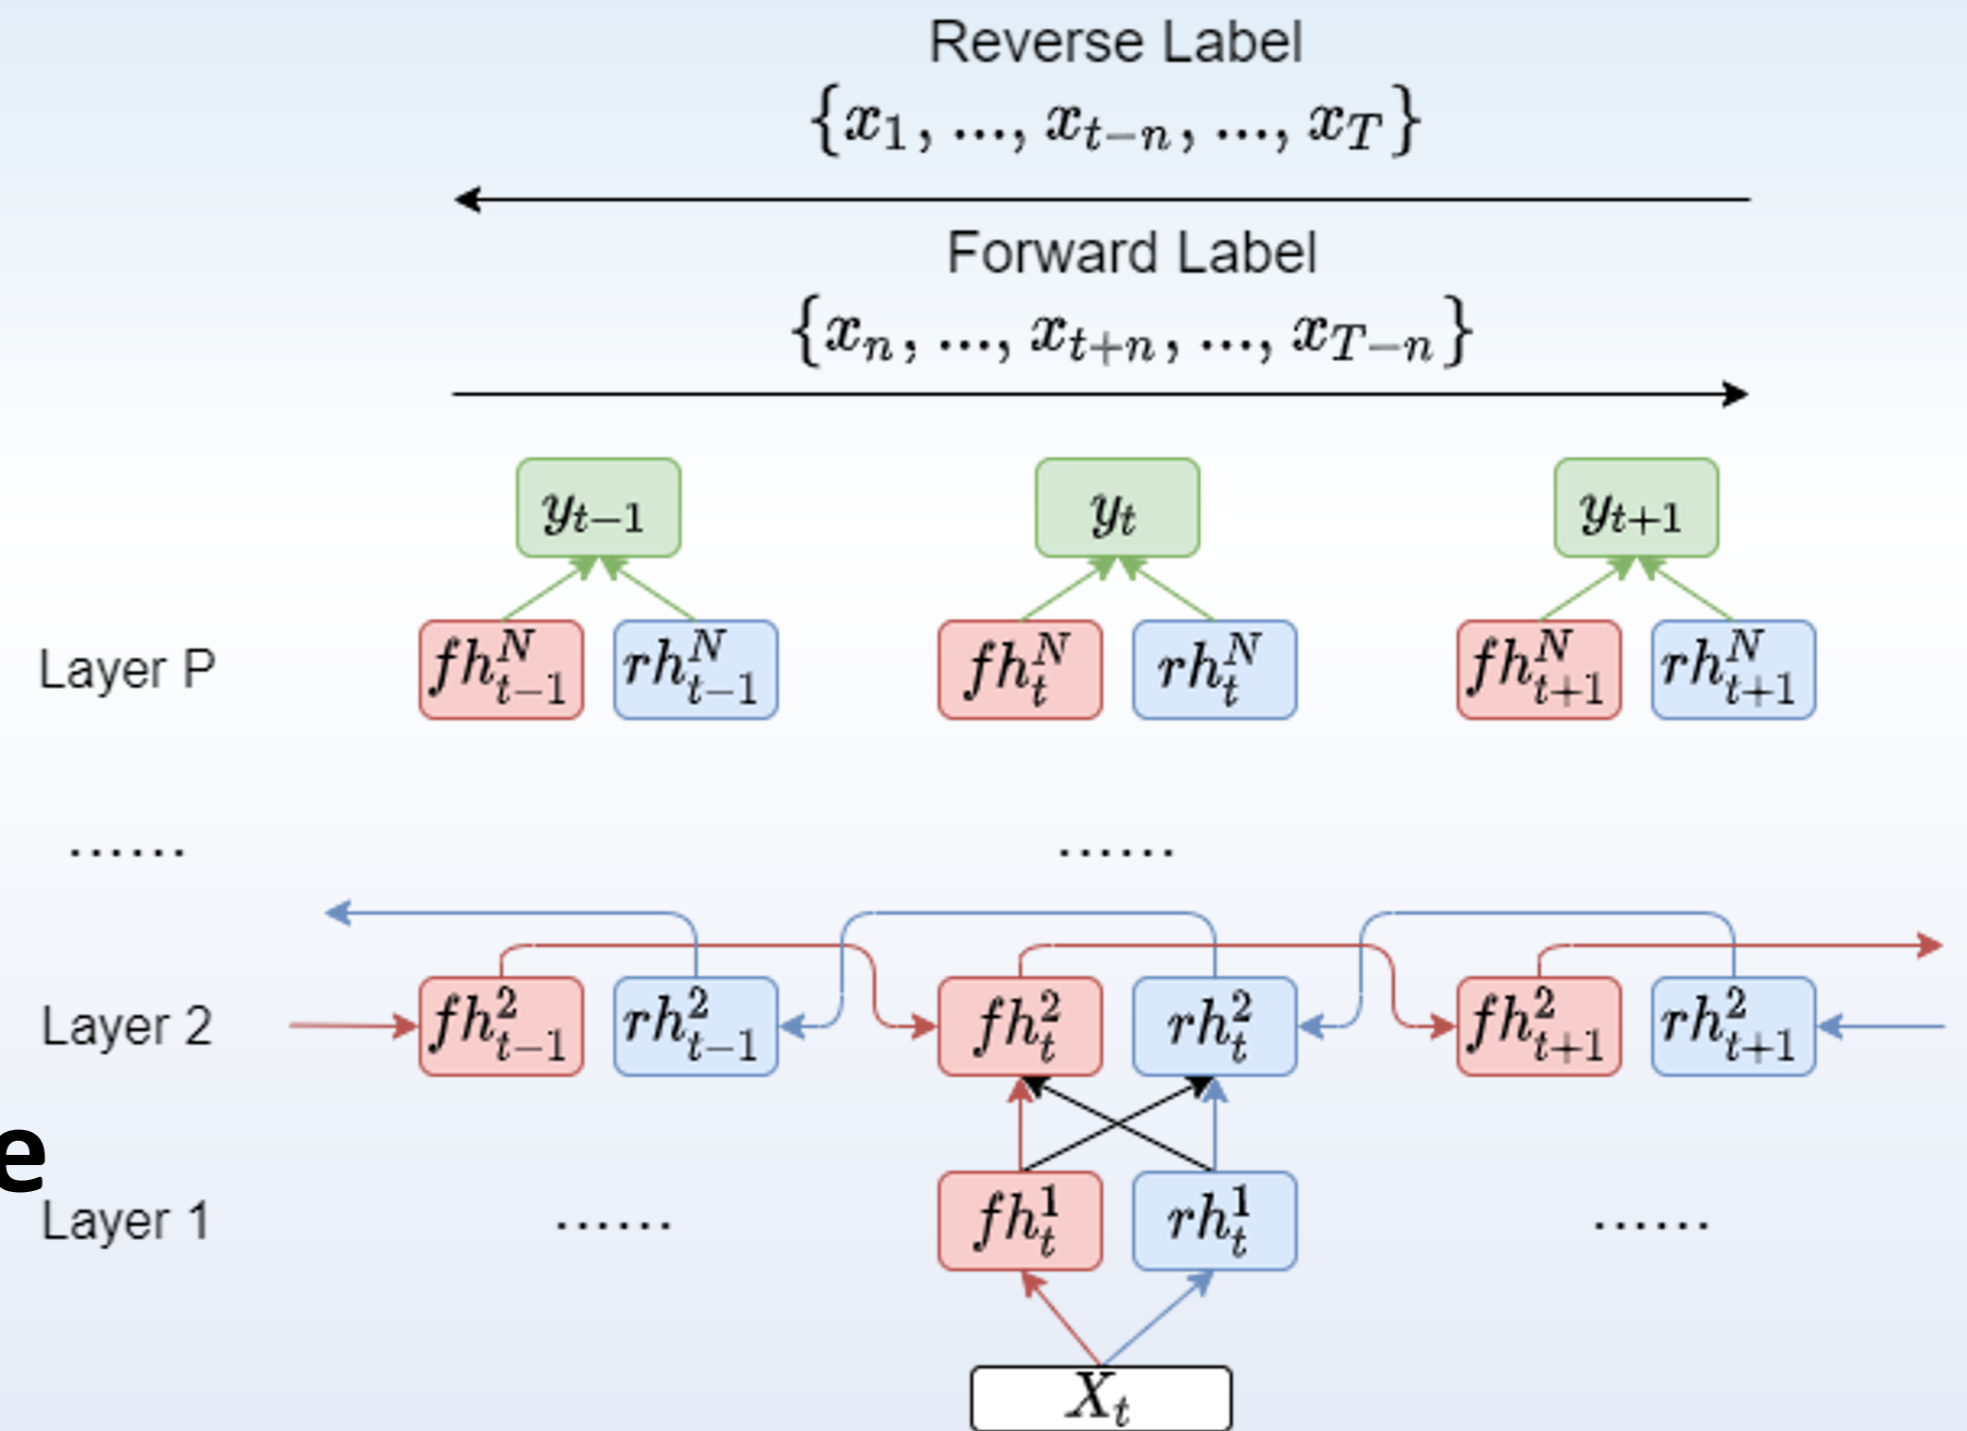 Reverse Label
{x_1, ..., x_{t-n}, ..., x_T}
Forward Label
{x_n, ..., x_{t+n}, ..., x_{T-n}}
y_{t-1} y_t y_{t+1}
Layer P fh^N_{t-1} rh^N_{t-1} fh^N_t rh^N_t fh^N_{t+1} rh^N_{t+1}
...... ......
Layer 2 fh^2_{t-1} rh^2_{t-1} fh^2_t rh^2_t fh^2_{t+1} rh^2_{t+1}
e
Layer 1 ...... fh^1_t rh^1_t ......
X_t